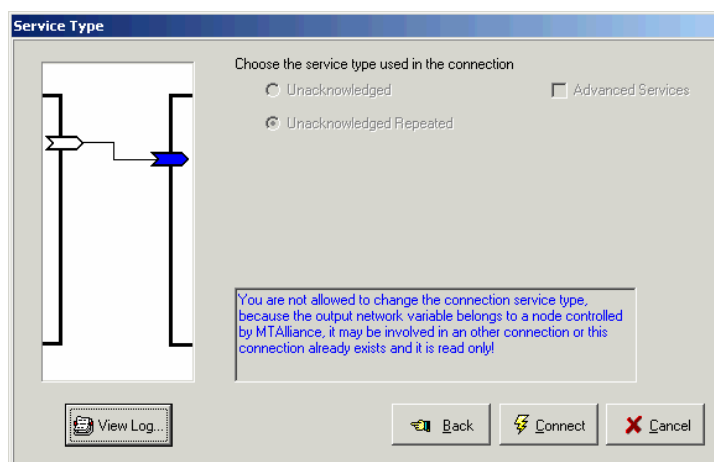 Service Type
Choose the service type used in the connection
Unacknowledged
Advanced Services
Unacknowledged Repeated
You are not allowed to change the connection service type,
because the output network variable belongs to a node controlled
by MTAlliance, it may be involved in an other connection or this
connection already exists and it is read only!
View Log...
Back
Connect
Cancel